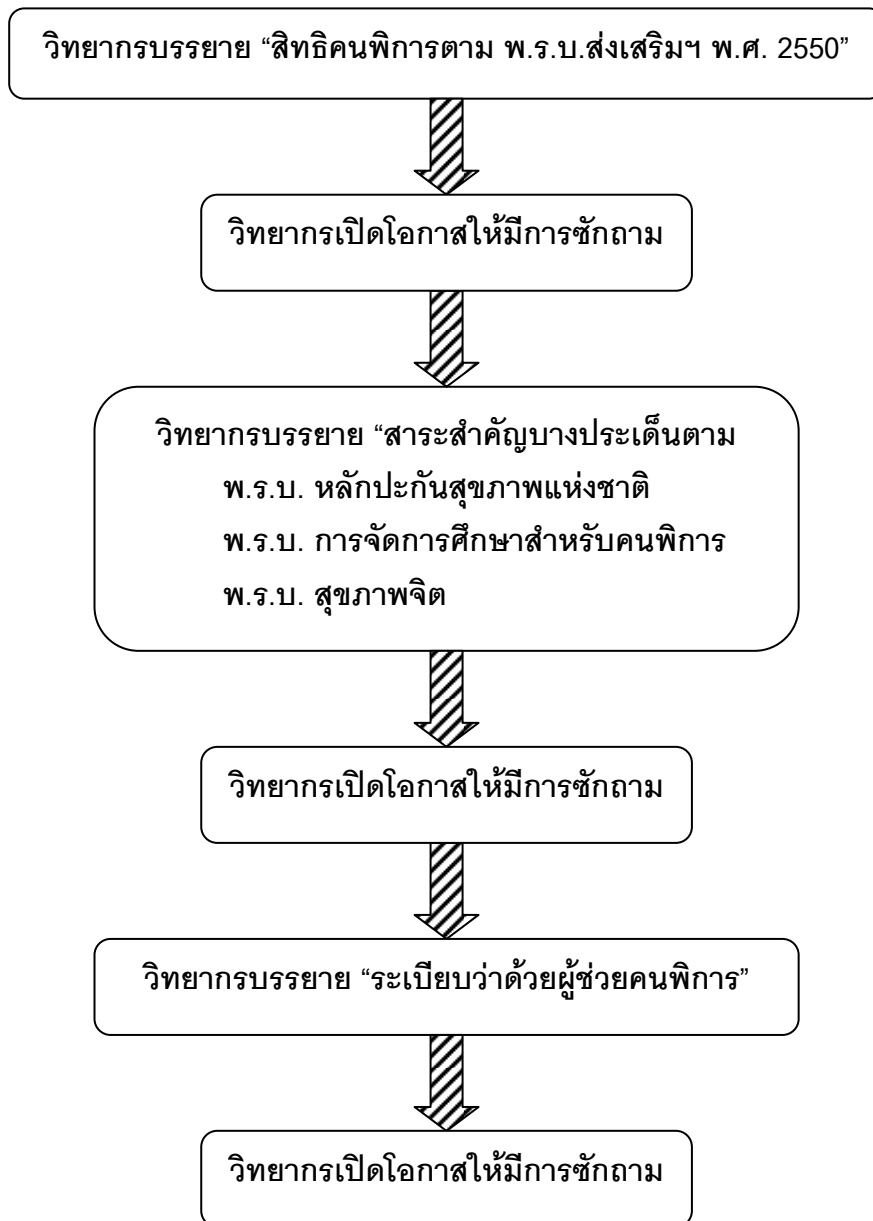 วิทยากรบรรยาย “สิทธิคนพิการตาม พ.ร.บ.ส่งเสริมฯ พ.ศ. 2550”
วิทยากรเปิดโอกาสให้มีการซักถาม
วิทยากรบรรยาย “สาระสำคัญบางประเด็นตาม
พ.ร.บ. หลักประกันสุขภาพแห่งชาติ
พ.ร.บ. การจัดการศึกษาสำหรับคนพิการ
พ.ร.บ. สุขภาพจิต
วิทยากรเปิดโอกาสให้มีการซักถาม
วิทยากรบรรยาย “ระเบียบว่าด้วยผู้ช่วยคนพิการ”
วิทยากรเปิดโอกาสให้มีการซักถาม